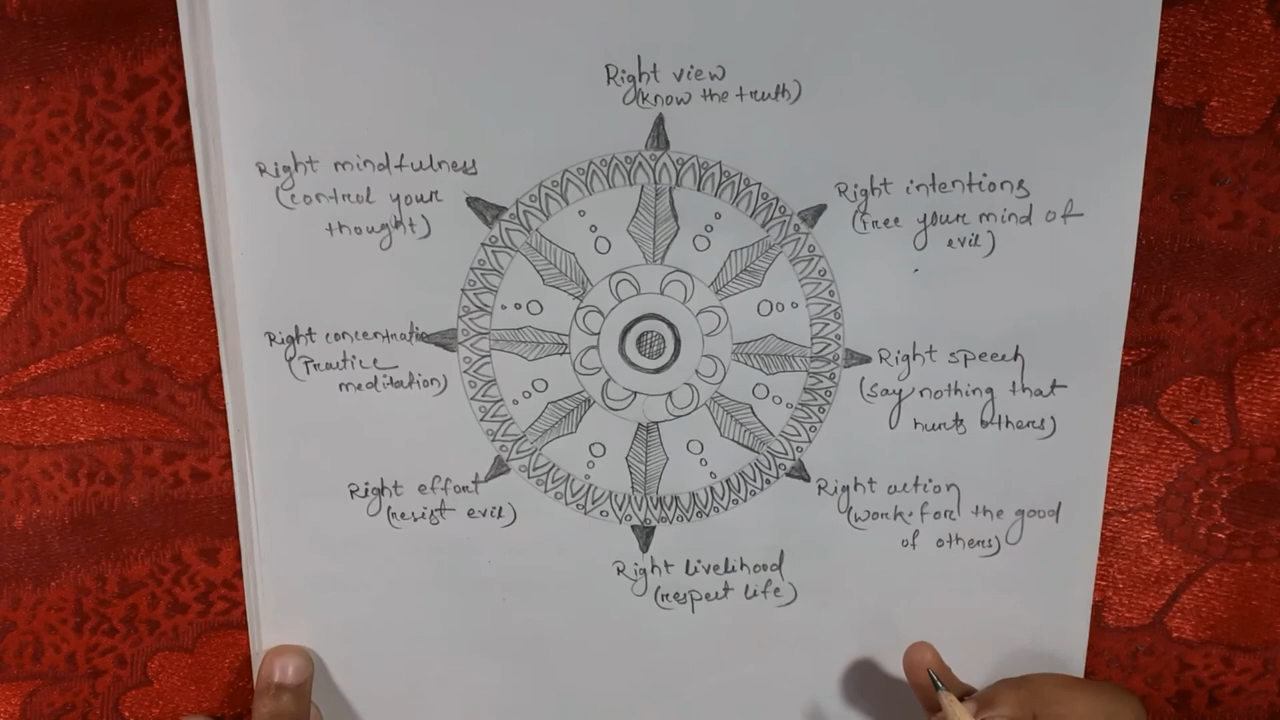 Right view
(know the truth)
Right intentions
(free your mind of
evil)
Right speech
(say nothing that
hurts others)
Right action
(work for the good
of others)
Right livelihood
(respect life)
Right effort
(resist evil)
Right concentration
(Practice
meditation)
Right mindfulness
(control your
thought)